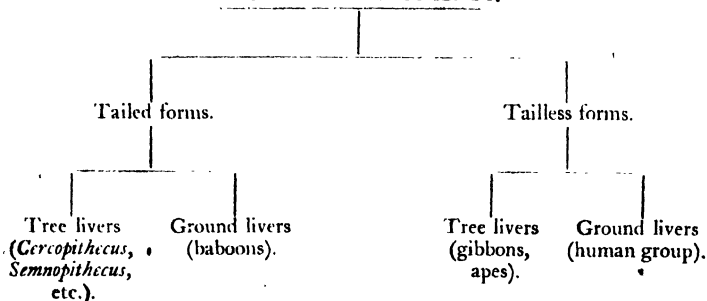 Tailed forms.
Tailless forms.
Tree livers
(Cercopithecus,
Semnopithecus,
etc.).
Ground livers
(baboons).
Tree livers
(gibbons,
apes).
Ground livers
(human group).